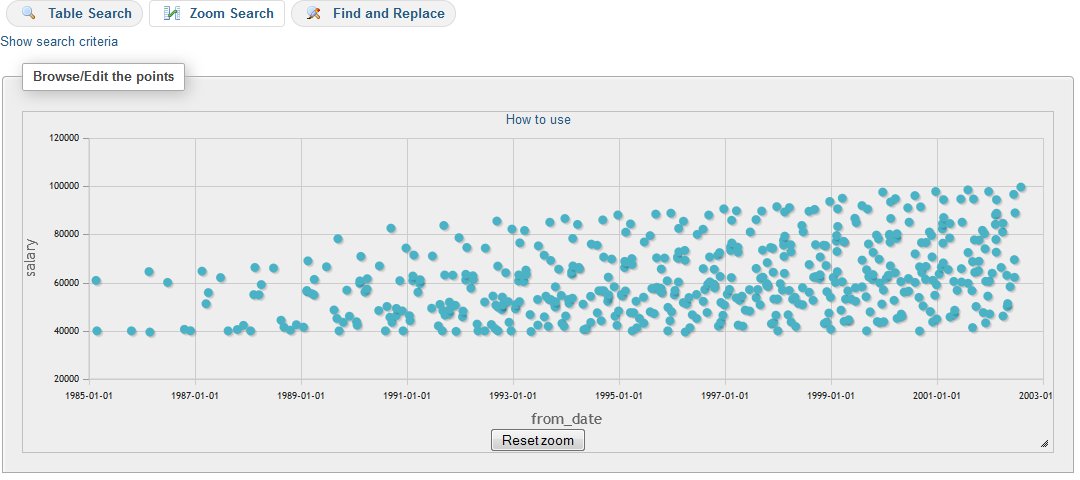 Table Search Zoom Search Find and Replace
Show search criteria
Browse/Edit the points
How to use
120000
100000
80000
60000
40000
20000
salary
1985-01-01 1987-01-01 1989-01-01 1991-01-01 1993-01-01 1995-01-01 1997-01-01 1999-01-01 2001-01-01 2003-01
from_date
Reset zoom